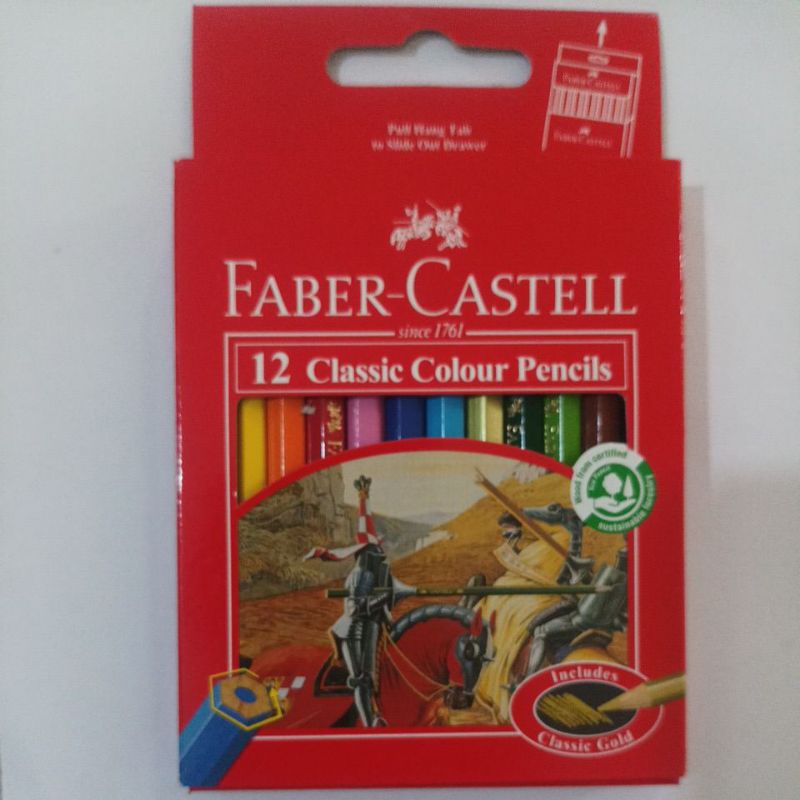 Pull Hang Tab
to Slide Out Drawer
FABER-CASTELL
FABER-CASTELL
FABER-CASTELL
since 1761
12 Classic Colour Pencils
Wood from certified
sustainable forestry
Includes
Classic Gold